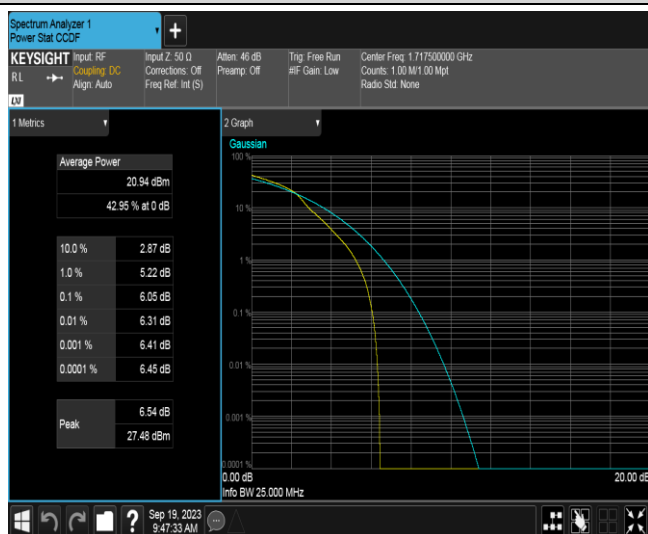 Spectrum Analyzer 1
Power Stat CCDF
+
KEYSIGHT
RL
LXI
Input: RF
Coupling: DC
Align: Auto
Input Z: 50 Ω
Corrections: Off
Freq Ref: Int (S)
Atten: 46 dB
Preamp: Off
Trig: Free Run
#IF Gain: Low
Center Freq: 1.717500000 GHz
Counts: 1.00 M/1.00 Mpt
Radio Std: None
1 Metrics
Average Power
20.94 dBm
42.95 % at 0 dB
10.0 % 2.87 dB
1.0 % 5.22 dB
0.1 % 6.05 dB
0.01 % 6.31 dB
0.001 % 6.41 dB
0.0001 % 6.45 dB
Peak
6.54 dB
27.48 dBm
2 Graph
Gaussian
100 %
10 %
1 %
0.1 %
0.01 %
0.001 %
0.0001 %
0.00 dB 20.00 dB
Info BW 25.000 MHz
?
Sep 19, 2023
9:47:33 AM